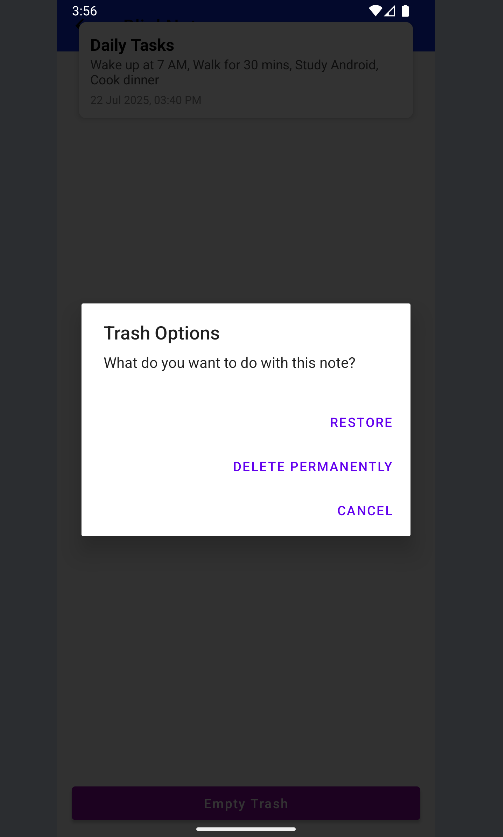 3:56
Daily Tasks
Wake up at 7 AM, Walk for 30 mins, Study Android,
Cook dinner
22 Jul 2025, 03:40 PM
Trash Options
What do you want to do with this note?
RESTORE
DELETE PERMANENTLY
CANCEL
Empty Trash